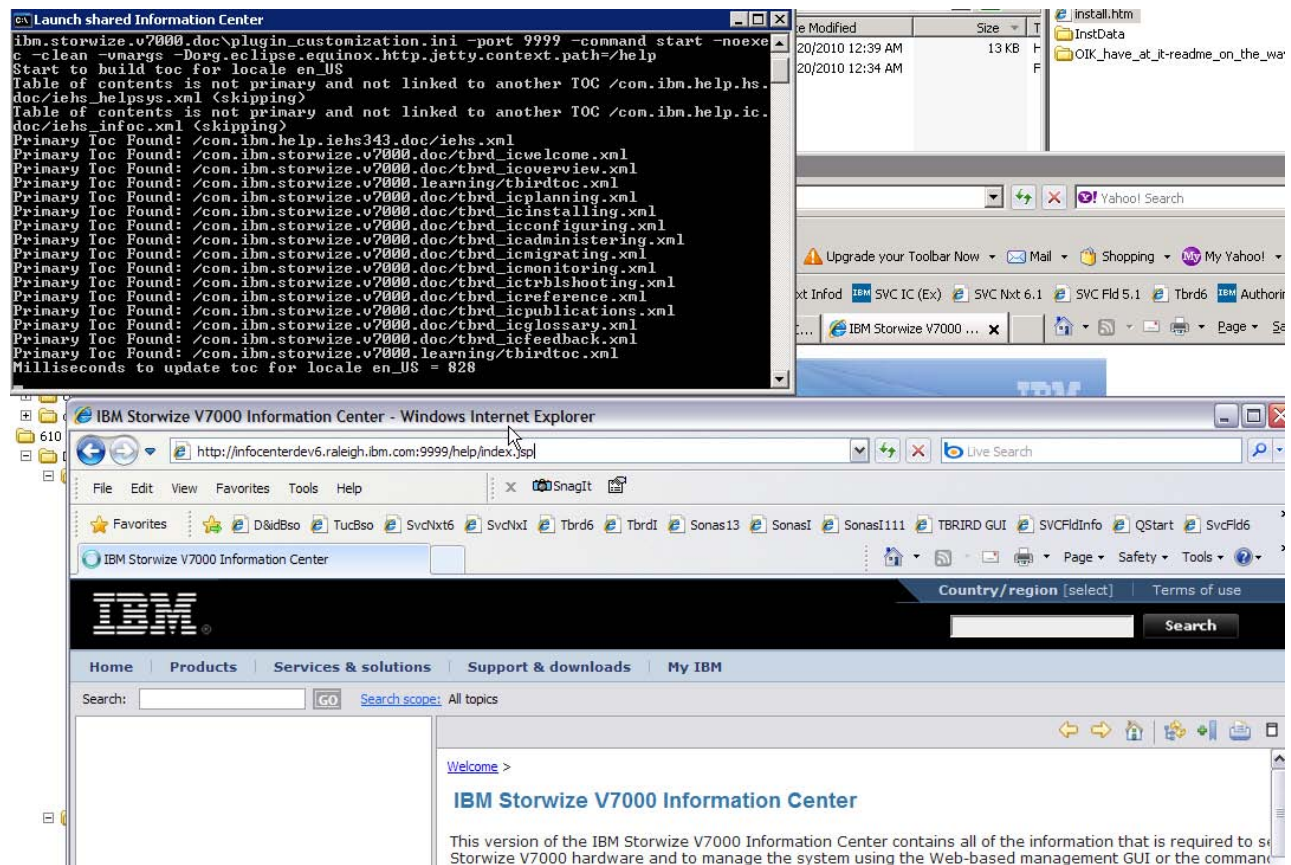 Launch shared Information Center
ibm.storwize.v7000.doc\plugin_customization.ini -port 9999 -command start -noexe
c -clean -vmargs -Dorg.eclipse.equinox.http.jetty.context.path=/help
Start to build toc for locale en_US
Table of contents is not primary and not linked to another TOC /com.ibm.help.hs.
doc/iehs_helpsys.xml (skipping)
Table of contents is not primary and not linked to another TOC /com.ibm.help.ic.
doc/iehs_infoc.xml (skipping)
Primary Toc Found: /com.ibm.help.iehs343.doc/iehs.xml
Primary Toc Found: /com.ibm.storwize.v7000.doc/tbrd_icwelcome.xml
Primary Toc Found: /com.ibm.storwize.v7000.doc/tbrd_icoverview.xml
Primary Toc Found: /com.ibm.storwize.v7000.learning/tbirdtoc.xml
Primary Toc Found: /com.ibm.storwize.v7000.doc/tbrd_icplanning.xml
Primary Toc Found: /com.ibm.storwize.v7000.doc/tbrd_icinstalling.xml
Primary Toc Found: /com.ibm.storwize.v7000.doc/tbrd_icconfiguring.xml
Primary Toc Found: /com.ibm.storwize.v7000.doc/tbrd_icadministering.xml
Primary Toc Found: /com.ibm.storwize.v7000.doc/tbrd_icmigrating.xml
Primary Toc Found: /com.ibm.storwize.v7000.doc/tbrd_icmonitoring.xml
Primary Toc Found: /com.ibm.storwize.v7000.doc/tbrd_ictrblshooting.xml
Primary Toc Found: /com.ibm.storwize.v7000.doc/tbrd_icreference.xml
Primary Toc Found: /com.ibm.storwize.v7000.doc/tbrd_icpublications.xml
Primary Toc Found: /com.ibm.storwize.v7000.doc/tbrd_icglossary.xml
Primary Toc Found: /com.ibm.storwize.v7000.doc/tbrd_icfeedback.xml
Primary Toc Found: /com.ibm.storwize.v7000.learning/tbirdtoc.xml
Milliseconds to update toc for locale en_US = 828
te Modified Size T
20/2010 12:39 AM 13 KB H
20/2010 12:34 AM F
install.htm
InstData
OIK_have_at_it-readme_on_the_wa
Yahoo! Search
Upgrade your Toolbar Now Mail Shopping My Yahoo!
xt Infod SVC IC (Ex) SVC Nxt 6.1 SVC Fld 5.1 Tbrd6 Authorin
... IBM Storwize V7000 ... Page Sa
IBM
610
IBM Storwize V7000 Information Center - Windows Internet Explorer
http://infocenterdev6.raleigh.ibm.com:9999/help/index.jsp Live Search
File Edit View Favorites Tools Help x SnagIt
Favorites D&idBso TucBso SvcNxt6 SvcNxI Tbrd6 TbrdI Sonas13 SonasI SonasI111 TBRIRD GUI SVCFldInfo QStart SvcFld6
IBM Storwize V7000 Information Center Page Safety Tools
Country/region [select] Terms of use
IBM ®
Search
Home Products Services & solutions Support & downloads My IBM
Search: GO Search scope: All topics
Welcome >
IBM Storwize V7000 Information Center
This version of the IBM Storwize V7000 Information Center contains all of the information that is required to se
Storwize V7000 hardware and to manage the system using the Web-based management GUI or the comman